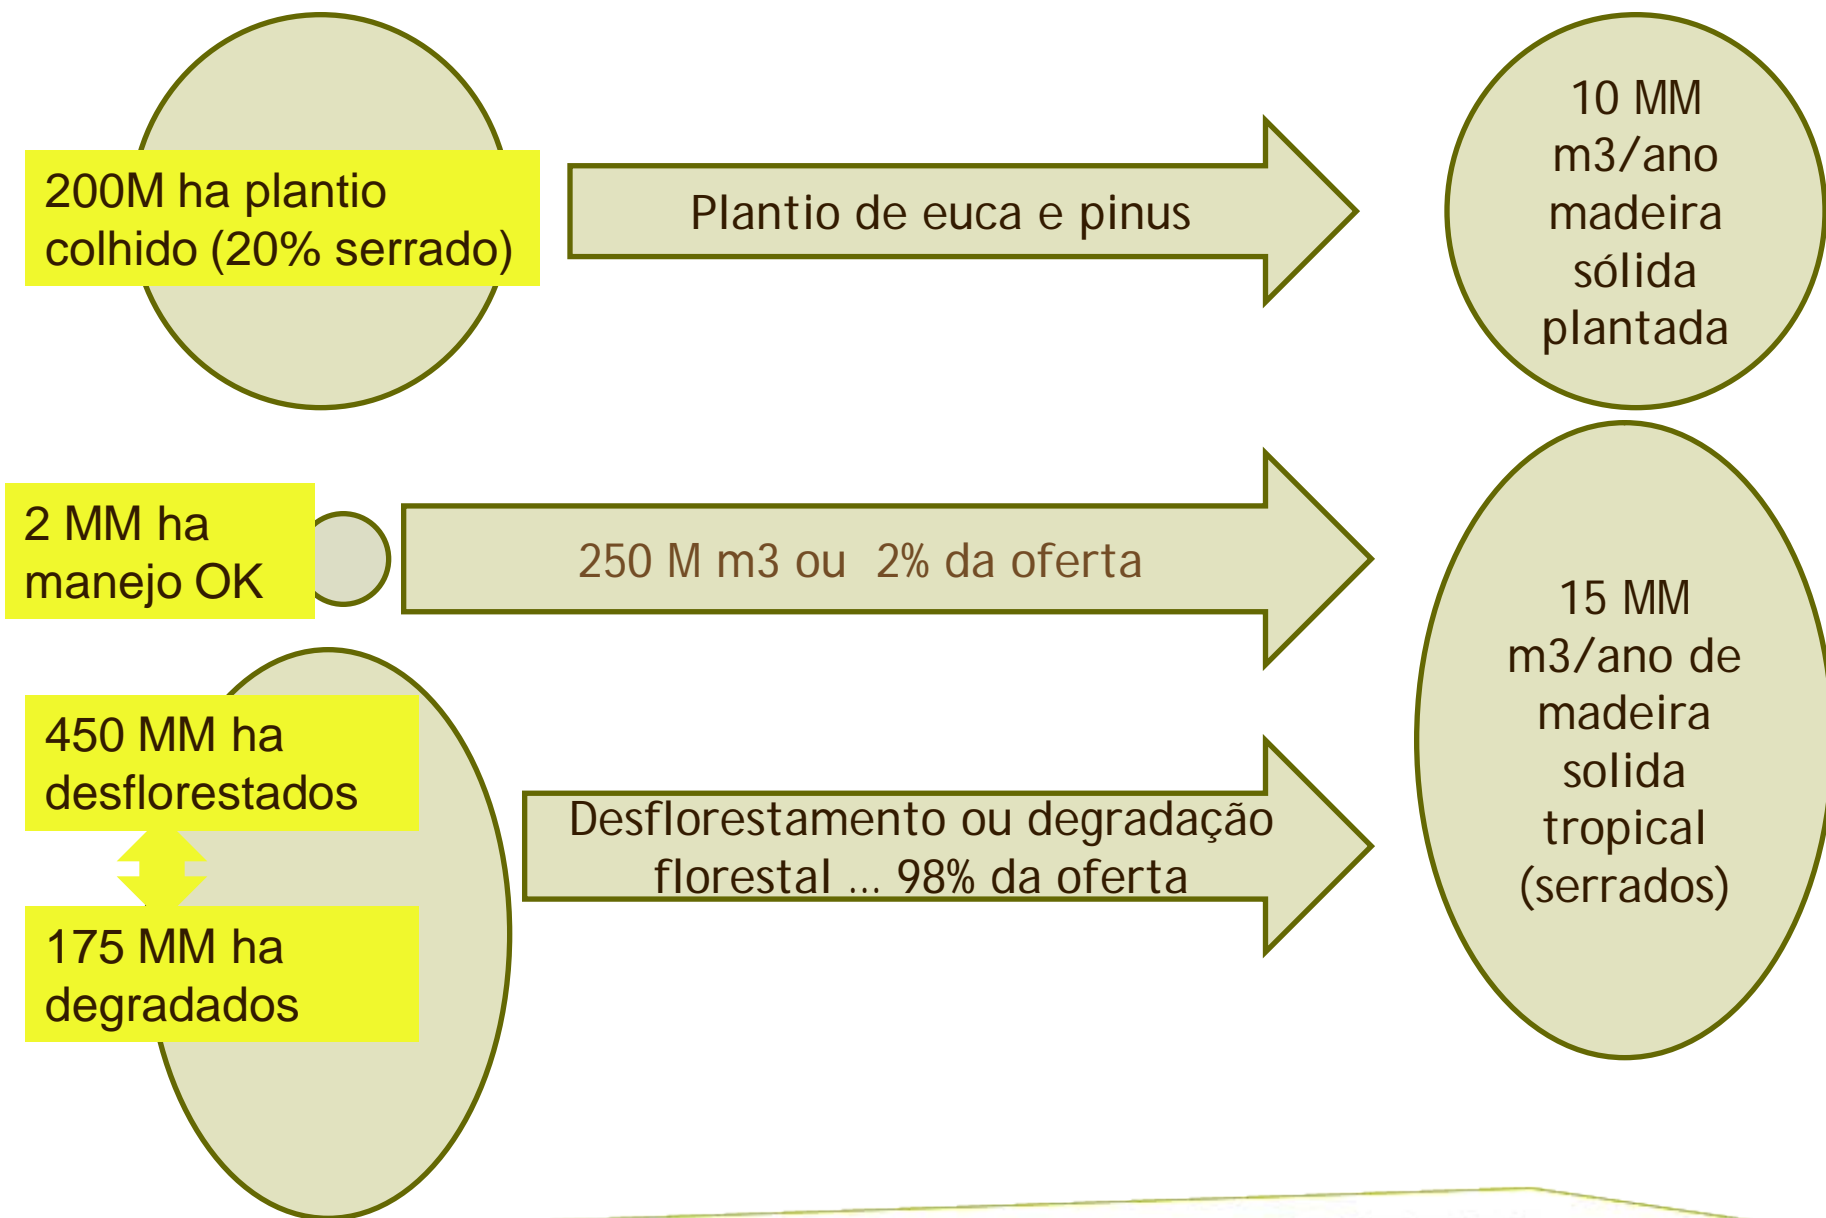 200M ha plantio
colhido (20% serrado)
Plantio de euca e pinus
10 MM
m3/ano
madeira
sólida
plantada
2 MM ha
manejo OK
250 M m3 ou 2% da oferta
15 MM
m3/ano de
madeira
solida
tropical
(serrados)
450 MM ha
desflorestados
175 MM ha
degradados
Desflorestamento ou degradação
florestal ... 98% da oferta